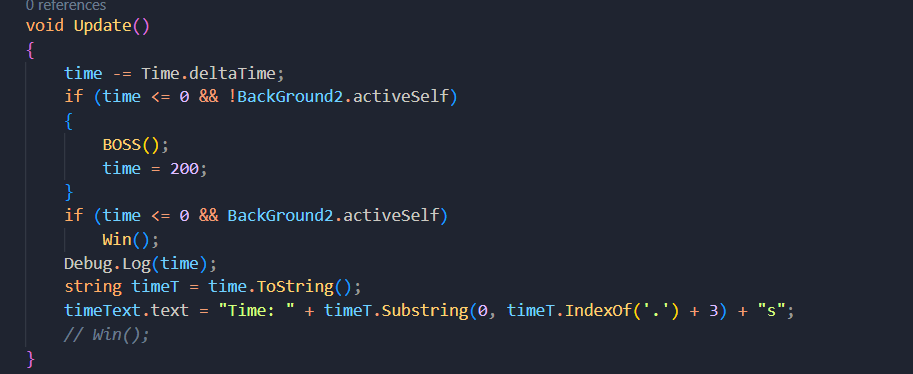 0 references
void Update()
{
    time -= Time.deltaTime;
    if (time <= 0 && !BackGround2.activeSelf)
    {
        BOSS();
        time = 200;
    }
    if (time <= 0 && BackGround2.activeSelf)
        Win();
    Debug.Log(time);
    string timeT = time.ToString();
    timeText.text = "Time: " + timeT.Substring(0, timeT.IndexOf('.') + 3) + "s";
    // Win();
}